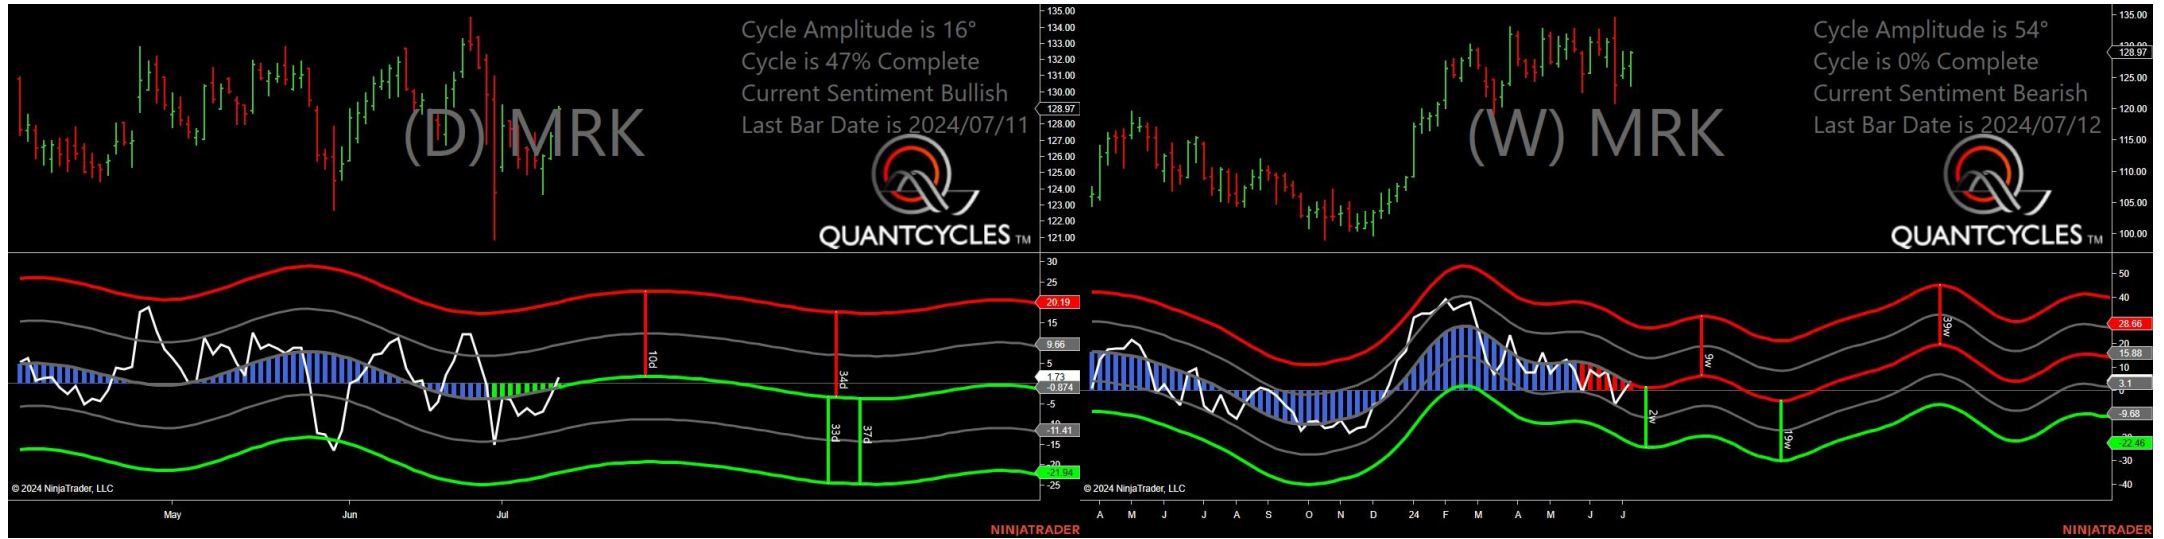 Cycle Amplitude is 16°
Cycle is 47% Complete
Current Sentiment Bullish
Last Bar Date is 2024/07/11
(D) MRK
QUANTCYCLES TM
135.00
134.00
133.00
132.00
131.00
130.00
128.97
128.00
127.00
126.00
125.00
124.00
123.00
122.00
121.00
30
25
20.19
15
9.66
5
1.73
-0.874
-5
-11.41
-15
-21.94
-25
10d
34d
33d
37d
© 2024 NinjaTrader, LLC
May Jun Jul
NINJATRADER
Cycle Amplitude is 54°
Cycle is 0% Complete
Current Sentiment Bearish
Last Bar Date is 2024/07/12
(W) MRK
QUANTCYCLES TM
135.00
128.97
125.00
120.00
115.00
110.00
105.00
100.00
50
40
28.66
20
15.88
10
3.1
-9.68
-22.46
-30
-40
9w
39w
2w
19w
© 2024 NinjaTrader, LLC
A M J J A S O N D 24 F M A M J J
NINJATRADER